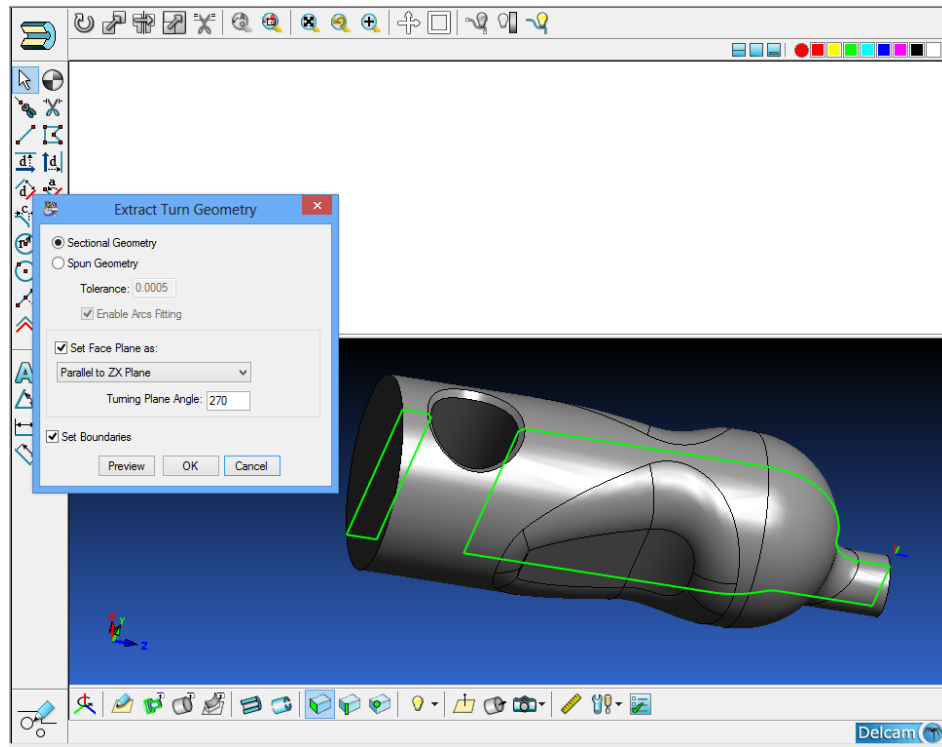 Extract Turn Geometry
Sectional Geometry
Spun Geometry
Tolerance: 0.0005
Enable Arcs Fitting
Set Face Plane as:
Parallel to ZX Plane
Turning Plane Angle: 270
Set Boundaries
Preview OK Cancel
X Y
Z
Delcam